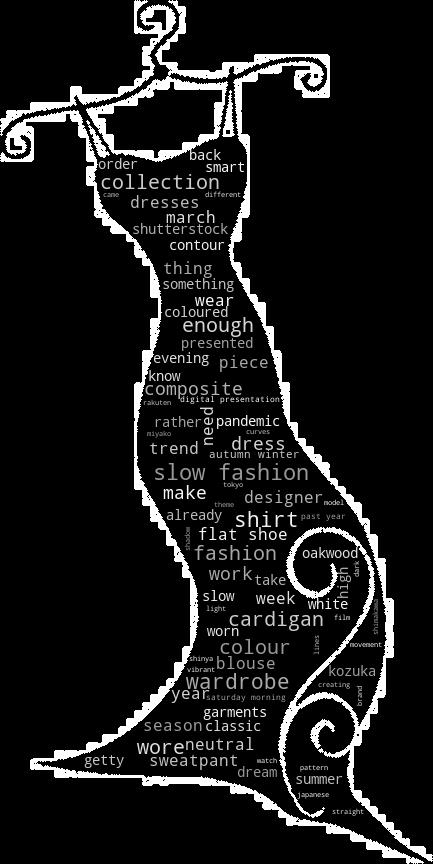 back
order
smart
collection
came
different
dresses
march
shutterstock
contour
thing
something
wear
coloured
enough
presented
evening
piece
know
composite
digital presentation
rakuten
rather
need
pandemic
miyako
curves
trend
dress
autumn winter
slow fashion
tokyo
make
designer
theme
model
already
shirt
past year
shadow
flat shoe
fashion
oakwood
dark
work
take
high
slow
week
white
light
cardigan
film
shimakawa
worn
lines
movement
colour
shinya
blouse
vibrant
kozuka
wardrobe
creating
year
saturday morning
brand
garments
season
classic
wore
neutral
getty
sweatpant
watch
dream
pattern
summer
japanese
straight